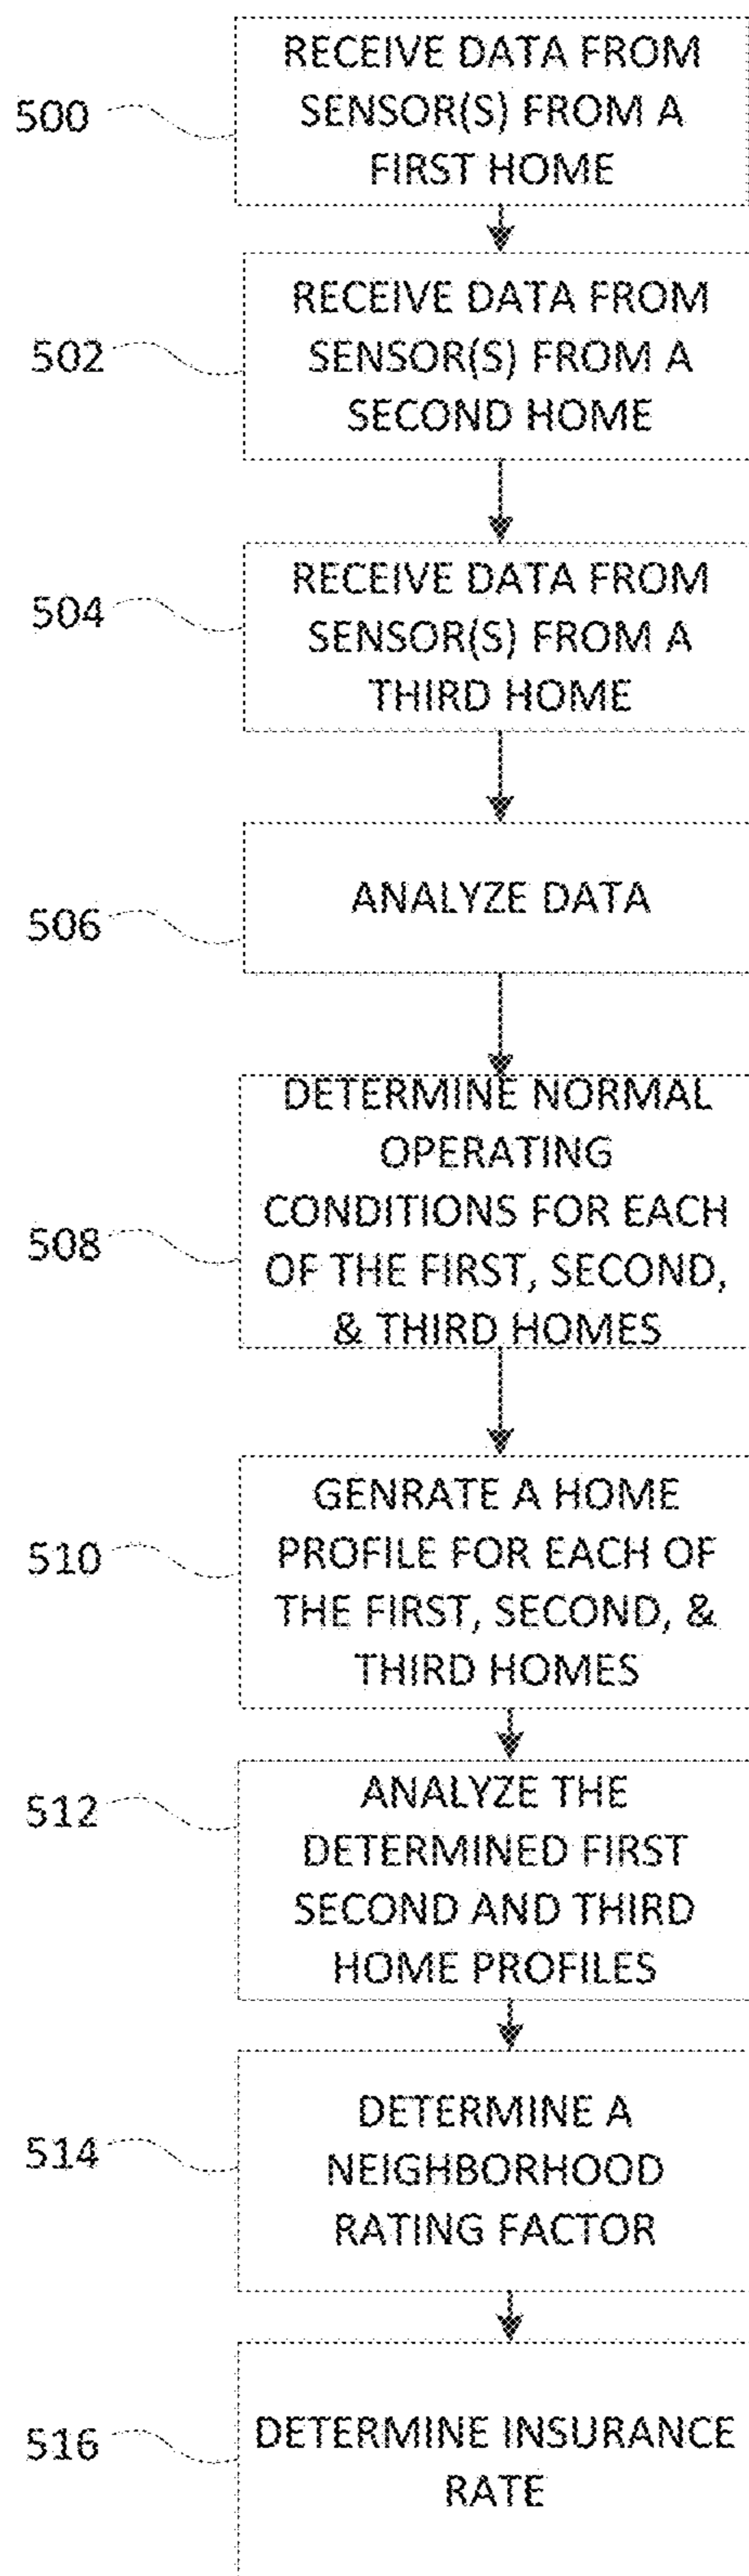 500
RECEIVE DATA FROM
SENSOR(S) FROM A
FIRST HOME
502
RECEIVE DATA FROM
SENSOR(S) FROM A
SECOND HOME
504
RECEIVE DATA FROM
SENSOR(S) FROM A
THIRD HOME
506
ANALYZE DATA
508
DETERMINE NORMAL
OPERATING
CONDITIONS FOR EACH
OF THE FIRST, SECOND,
& THIRD HOMES
510
GENRATE A HOME
PROFILE FOR EACH OF
THE FIRST, SECOND, &
THIRD HOMES
512
ANALYZE THE
DETERMINED FIRST
SECOND AND THIRD
HOME PROFILES
514
DETERMINE A
NEIGHBORHOOD
RATING FACTOR
516
DETERMINE INSURANCE
RATE